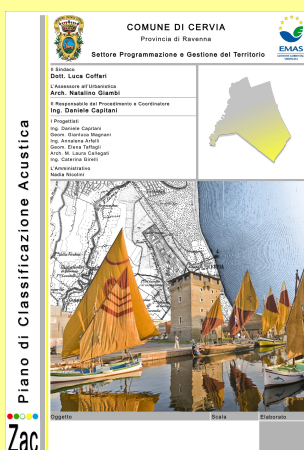 COMUNE DI CERVIA
Provincia di Ravenna
Settore Programmazione e Gestione del Territorio
EMAS
Il Sindaco
Dott. Luca Coffari
L'Assessore all'Urbanistica
Arch. Natalino Giambi
Il Responsabile del Procedimento e Coordinatore
Ing. Daniele Capitani
I Progettisti
Ing. Daniele Capitani
Geom. Gianluca Magnani
Ing. Annalena Arfelli
Geom. Elena Taffagli
Arch. M. Laura Callegati
Ing. Caterina Girelli
L'Amministrativo
Nadia Nicolini
Piano di Classificazione Acustica
Oggetto
Scala
Elaborato
Zac